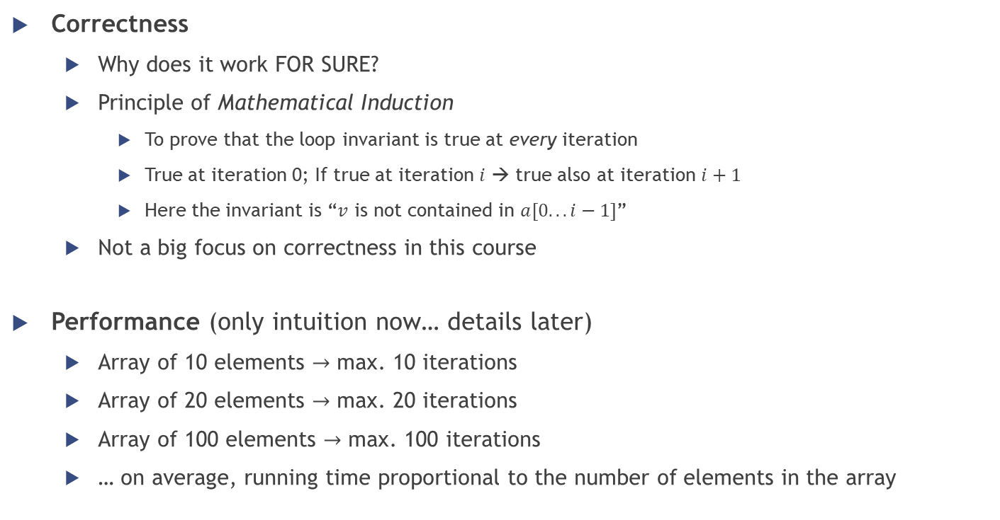 Correctness
Why does it work FOR SURE?
Principle of Mathematical Induction
To prove that the loop invariant is true at every iteration
True at iteration 0; If true at iteration i → true also at iteration i + 1
Here the invariant is “v is not contained in a[0…i − 1]”
Not a big focus on correctness in this course
Performance (only intuition now… details later)
Array of 10 elements → max. 10 iterations
Array of 20 elements → max. 20 iterations
Array of 100 elements → max. 100 iterations
… on average, running time proportional to the number of elements in the array